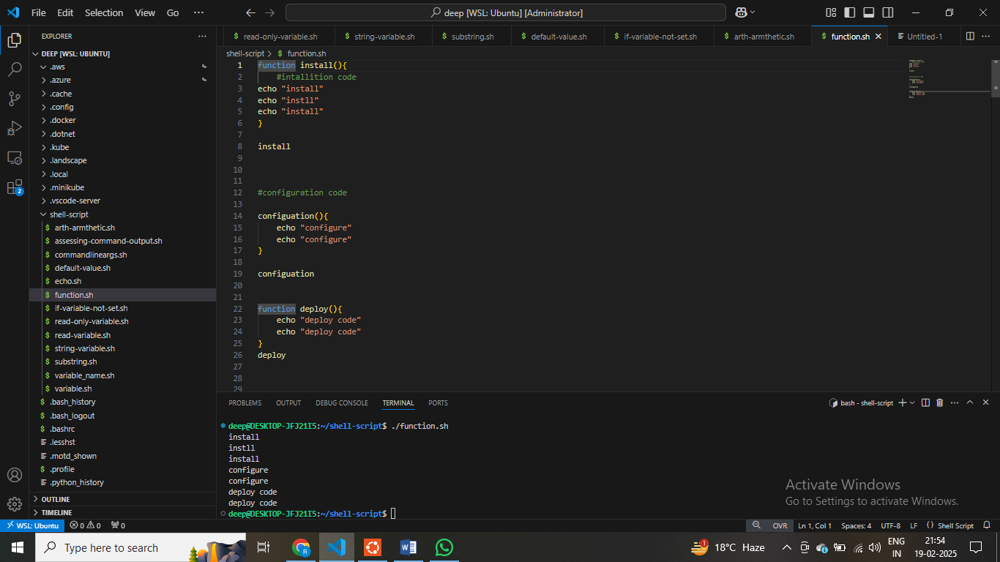 File Edit Selection View Go ··· deep [WSL: Ubuntu] [Administrator]
EXPLORER ···
DEEP [WSL: UBUNTU]
.aws
.azure
.cache
.config
.docker
.dotnet
.kube
.landscape
.local
.minikube
.vscode-server
shell-script
$ arth-armthetic.sh
$ assessing-command-output.sh
$ commandlineargs.sh
$ default-value.sh
$ echo.sh
$ function.sh
$ if-variable-not-set.sh
$ read-only-variable.sh
$ read-variable.sh
$ string-variable.sh
$ substring.sh
$ variable_name.sh
$ variable.sh
$ .bash_history
$ .bash_logout
$ .bashrc
.lesshst
.motd_shown
$ .profile
.python_history
OUTLINE
TIMELINE
2
$ read-only-variable.sh $ string-variable.sh $ substring.sh $ default-value.sh $ if-variable-not-set.sh $ arth-armthetic.sh $ function.sh Untitled-1 ···
shell-script > $ function.sh
1 function install(){
2 #intallition code
3 echo "install"
4 echo "instll"
5 echo "install"
6 }
7
8 install
9
10
11
12 #configuration code
13
14 configuation(){
15 echo "configure"
16 echo "configure"
17 }
18
19 configuation
20
21
22 function deploy(){
23 echo "deploy code"
24 echo "deploy code"
25 }
26 deploy
27
28
29
PROBLEMS OUTPUT DEBUG CONSOLE TERMINAL PORTS bash - shell-script
deep@DESKTOP-JFJ21I5:~/shell-script$ ./function.sh
install
instll
install
configure
configure
deploy code
deploy code
deep@DESKTOP-JFJ21I5:~/shell-script$
Activate Windows
Go to Settings to activate Windows.
WSL: Ubuntu 0 0 0 OVR Ln 1, Col 1 Spaces: 4 UTF-8 LF Shell Script
Type here to search 1 18°C Haze ENG 21:54
IN 19-02-2025